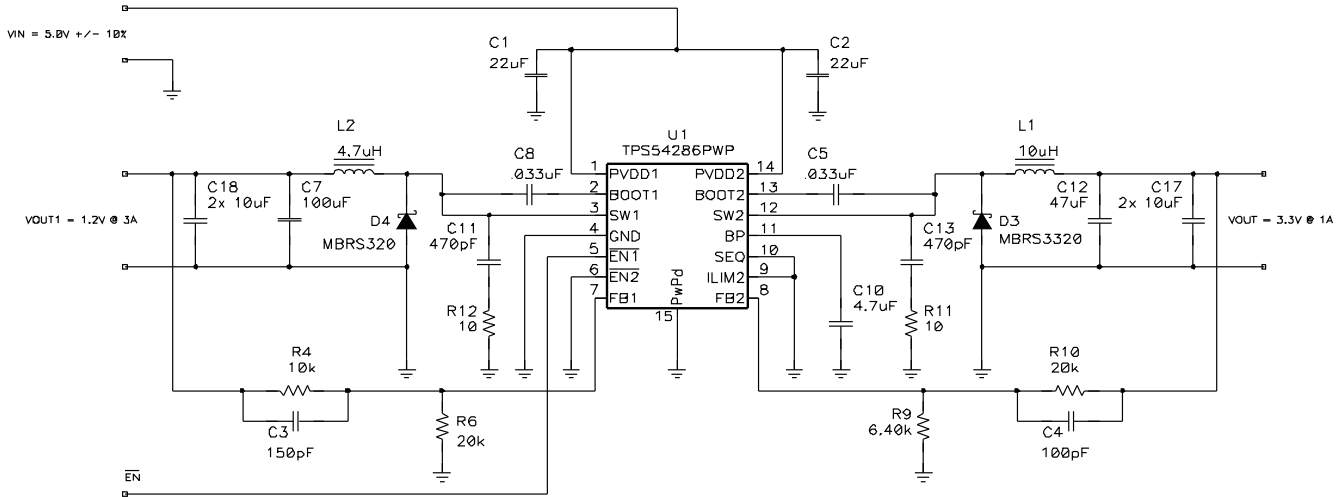 VIN = 5.0V +/- 10%
C1
22uF
C2
22uF
U1
TPS54286PWP
L2
4.7uH
L1
10uH
C8
.033uF
C5
.033uF
1
PVDD1
PVDD2
14
2
BOOT1
BOOT2
13
3
SW1
SW2
12
4
GND
BP
11
5
EN1
SEQ
10
6
EN2
ILIM2
9
7
FB1
FB2
8
PwPd
15
C18
2x 10uF
C7
100uF
D4
MBRS320
C11
470pF
R12
10
VOUT1 = 1.2V @ 3A
C13
470pF
D3
MBRS3320
C12
47uF
C17
2x 10uF
VOUT = 3.3V @ 1A
C10
4.7uF
R11
10
R4
10k
C3
150pF
R6
20k
R9
6.40k
R10
20k
C4
100pF
EN